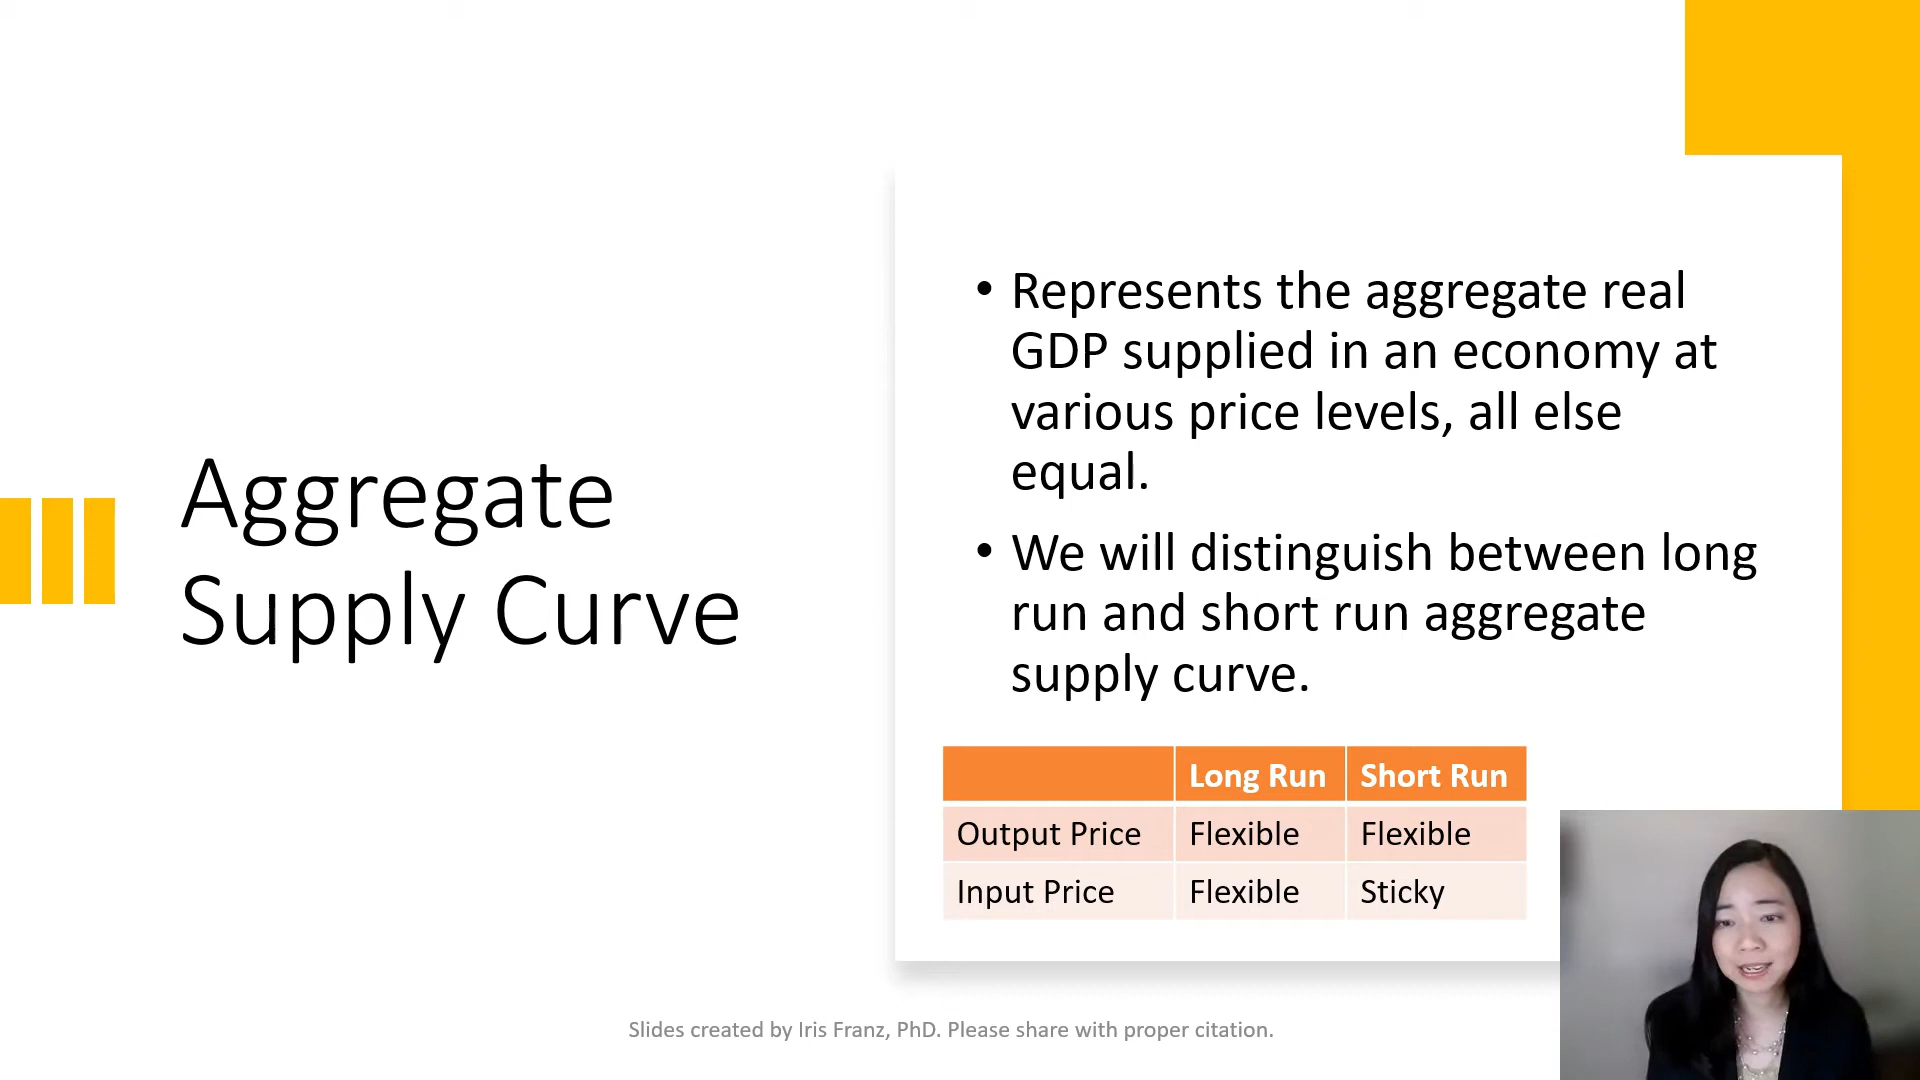 Aggregate
Supply Curve
• Represents the aggregate real
GDP supplied in an economy at
various price levels, all else
equal.
• We will distinguish between long
run and short run aggregate
supply curve.
Long Run Short Run
Output Price Flexible Flexible
Input Price Flexible Sticky
Slides created by Iris Franz, PhD. Please share with proper citation.